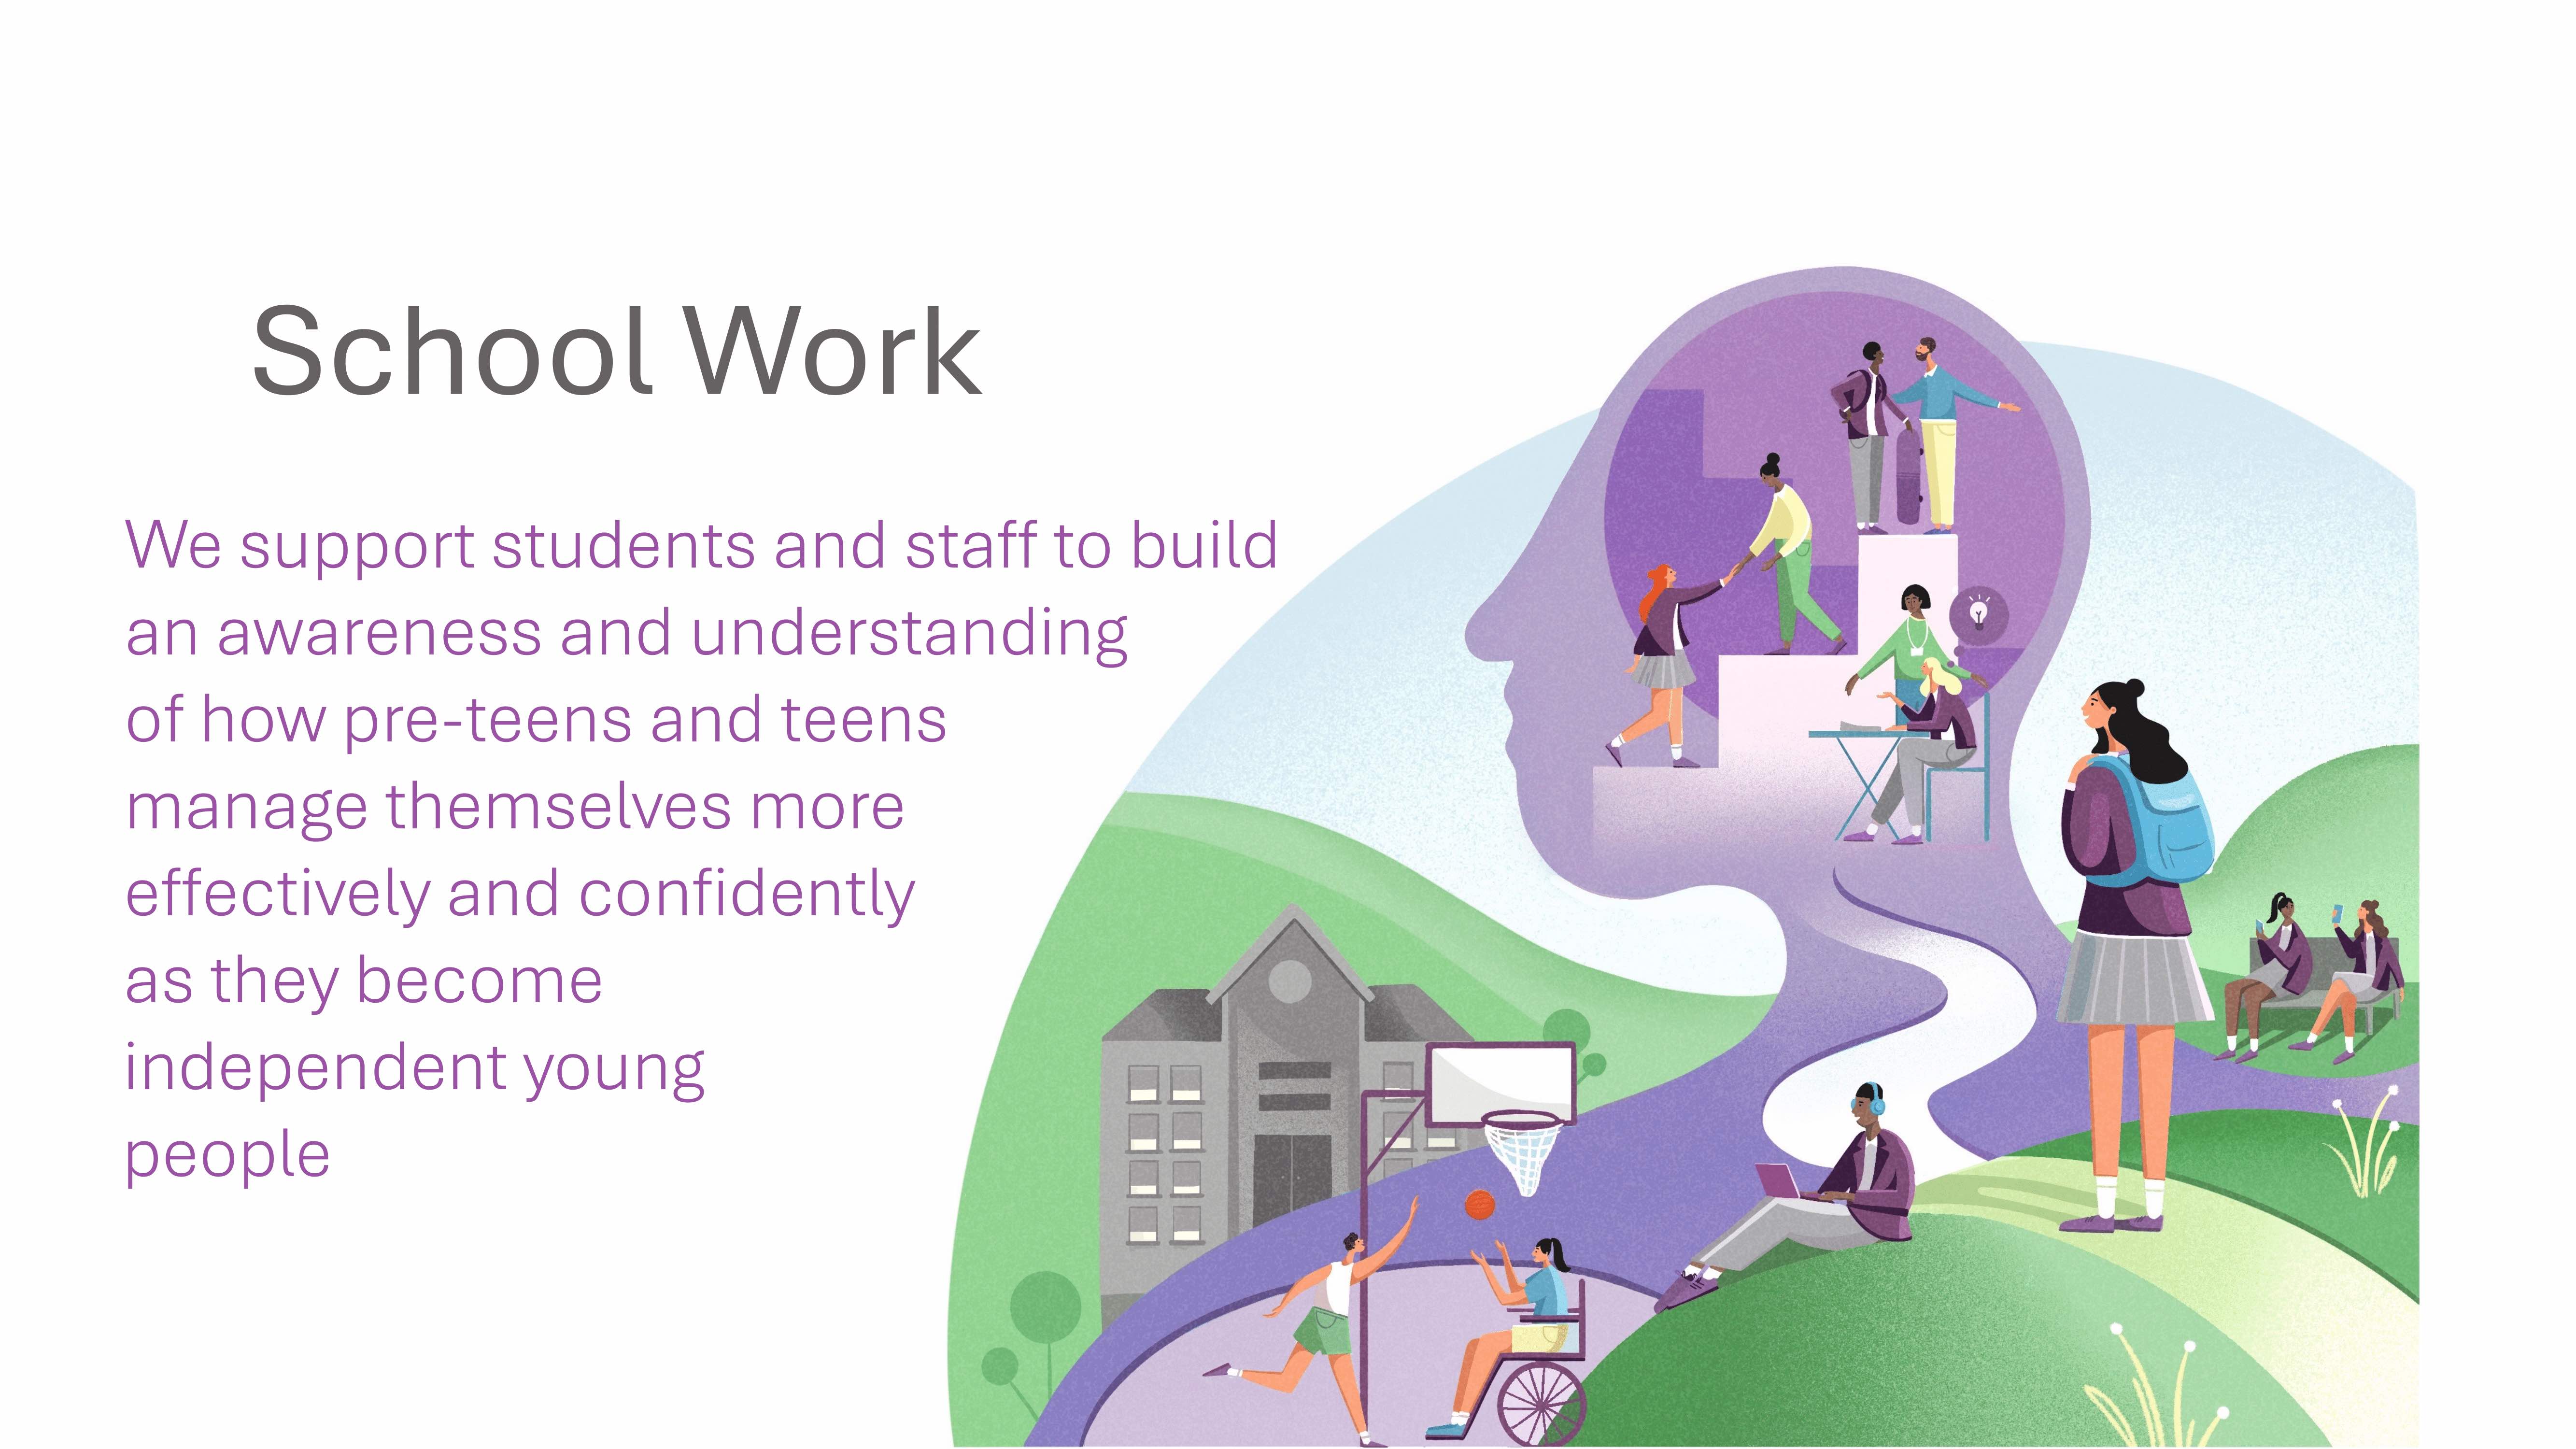 School Work
We support students and staff to build
an awareness and understanding
of how pre-teens and teens
manage themselves more
effectively and confidently
as they become
independent young
people